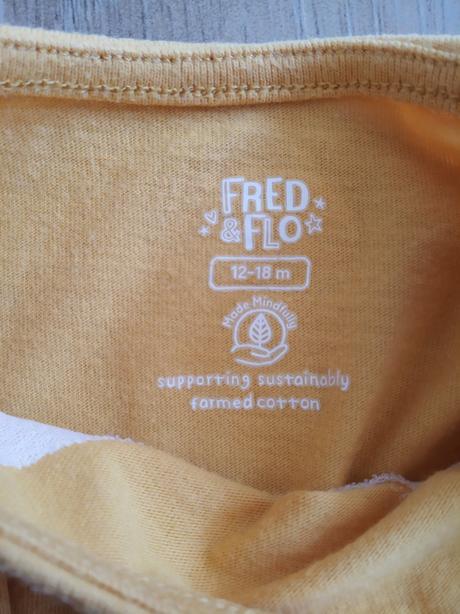 FRED
& FLO
12-18 m
Made Mindfully
supporting sustainably
farmed cotton